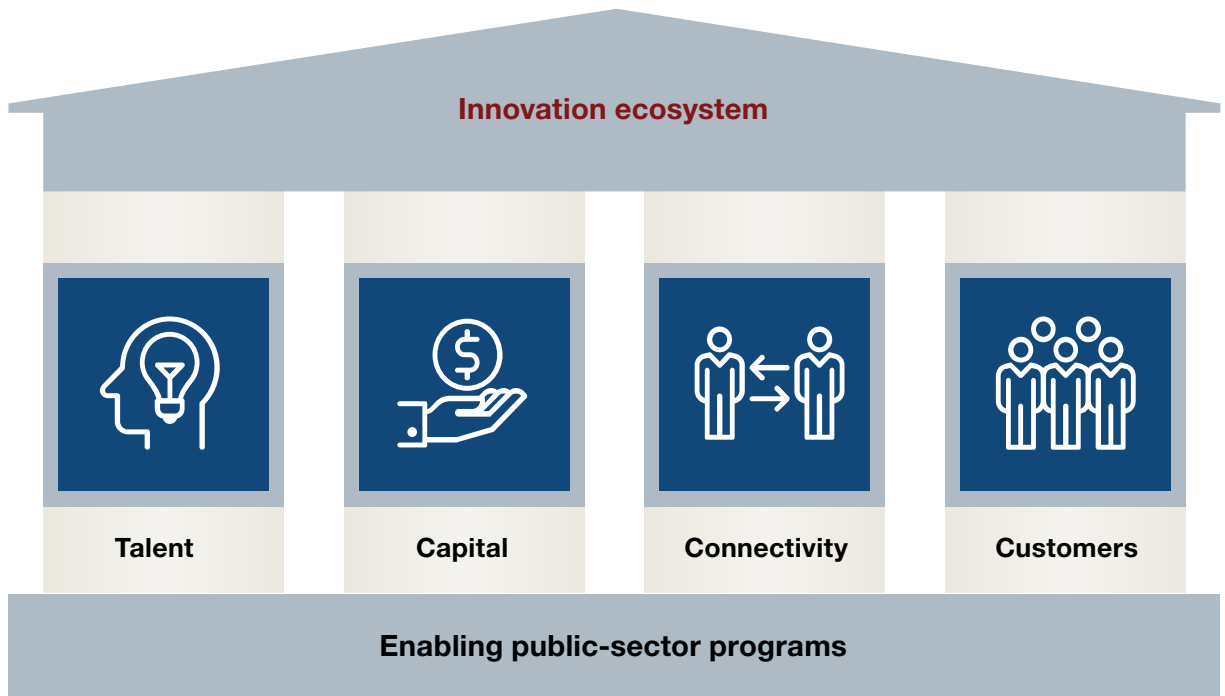 Innovation ecosystem
Talent
Capital
Connectivity
Customers
Enabling public-sector programs